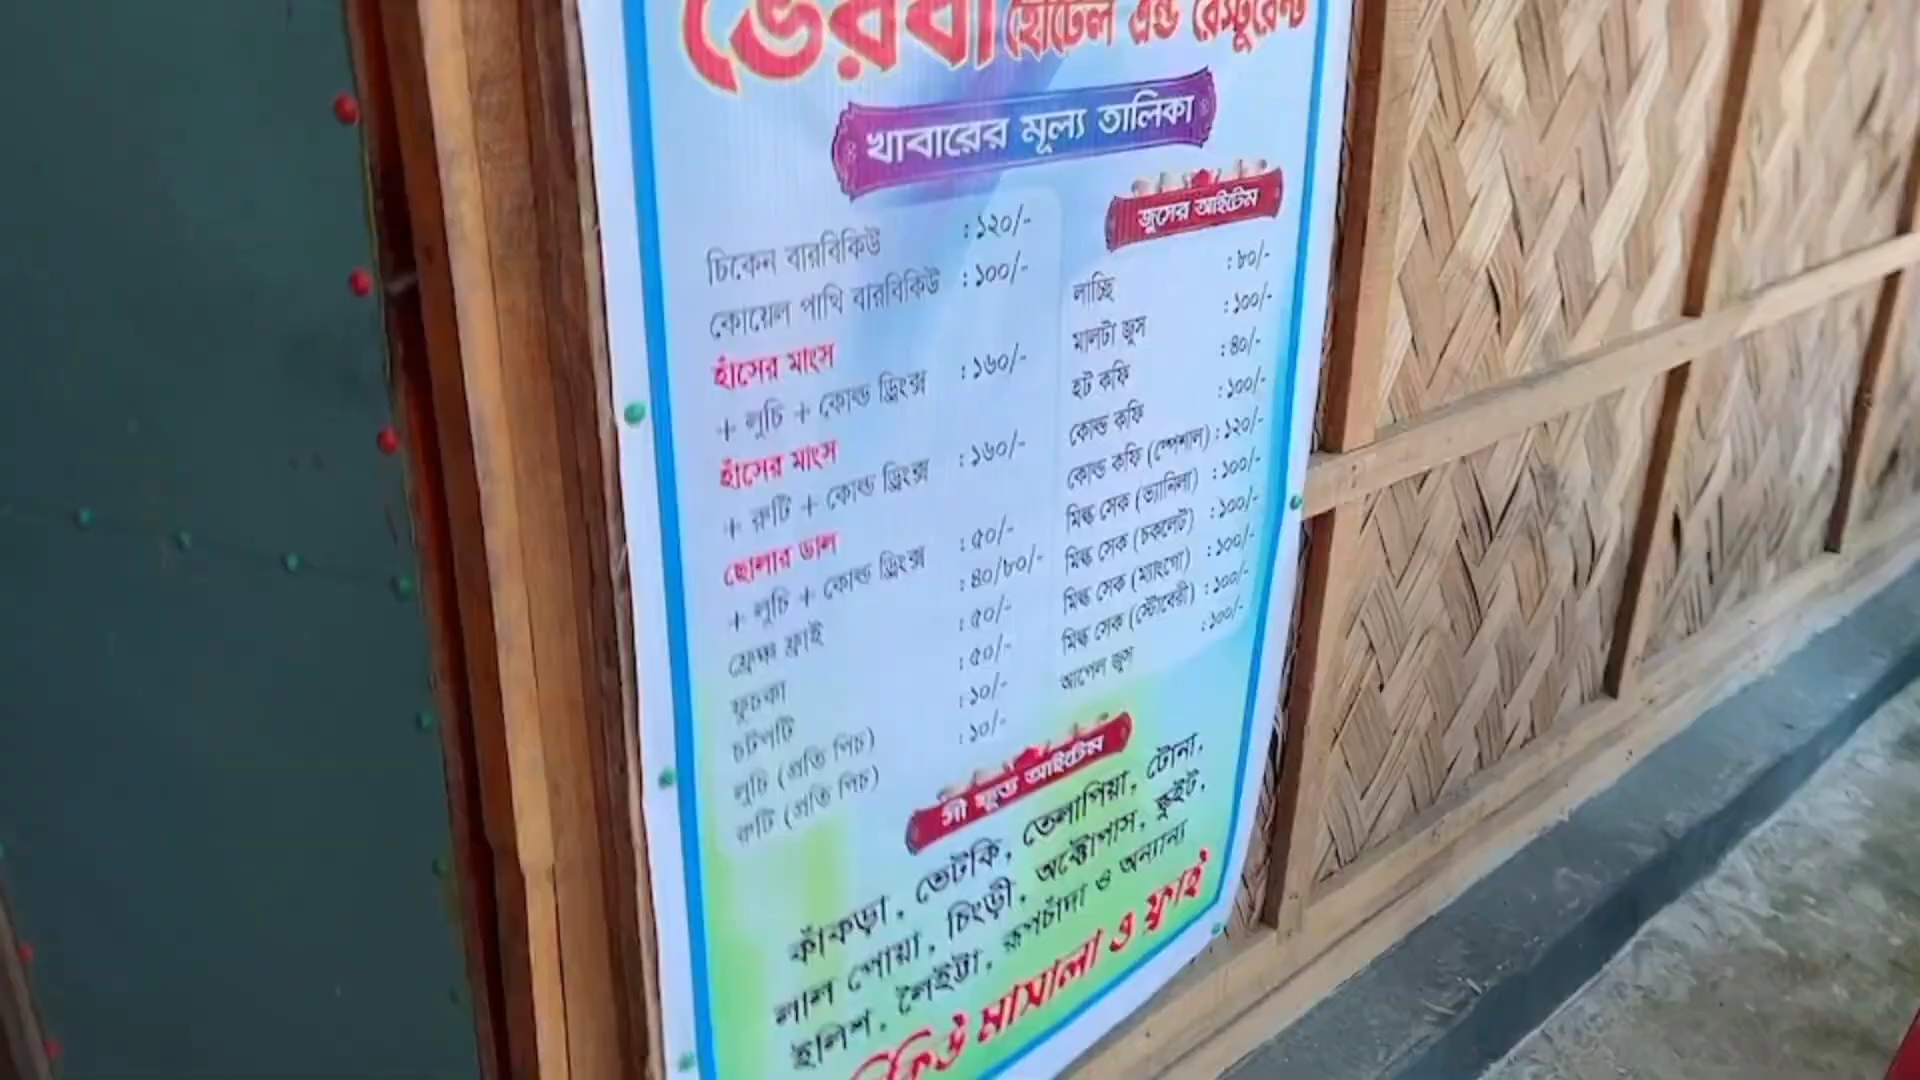 ভৈরবী হোটেল এন্ড রেস্টুরেন্ট
খাবারের মূল্য তালিকা
চিকেন বারবিকিউ : ১২০/-
কোয়েল পাখি বারবিকিউ : ১০০/-
হাঁসের মাংস
+ লুচি + কোল্ড ড্রিংক্স : ১৬০/-
হাঁসের মাংস
+ রুটি + কোল্ড ড্রিংক্স : ১৬০/-
ছোলার ডাল
+ লুচি + কোল্ড ড্রিংক্স : ৫০/-
ফ্রেঞ্চ ফ্রাই : ৪০/৮০/-
ফুচকা : ৫০/-
চটপটি : ৫০/-
লুচি (প্রতি পিচ) : ১০/-
রুটি (প্রতি পিচ) : ১০/-
জুসের আইটেম
লাচ্ছি : ৮০/-
মালটা জুস : ১০০/-
হট কফি : ৪০/-
কোল্ড কফি : ১০০/-
কোল্ড কফি (স্পেশাল) : ১২০/-
মিল্ক সেক (ভ্যানিলা) : ১০০/-
মিল্ক সেক (চকলেট) : ১০০/-
মিল্ক সেক (ম্যাংগো) : ১০০/-
মিল্ক সেক (স্টোবেরী) : ১০০/-
আপেল জুস : ১০০/-
সী ফুড আইটেম
কাঁকড়া, ভেটকি, তেলাপিয়া, টোনা,
লাল পোয়া, চিংড়ী, অক্টোপাস, স্কুইট,
ইলিশ, লৈইট্টা, রূপচাঁদা ও অন্যান্য
মাসালা ও ফ্রাই